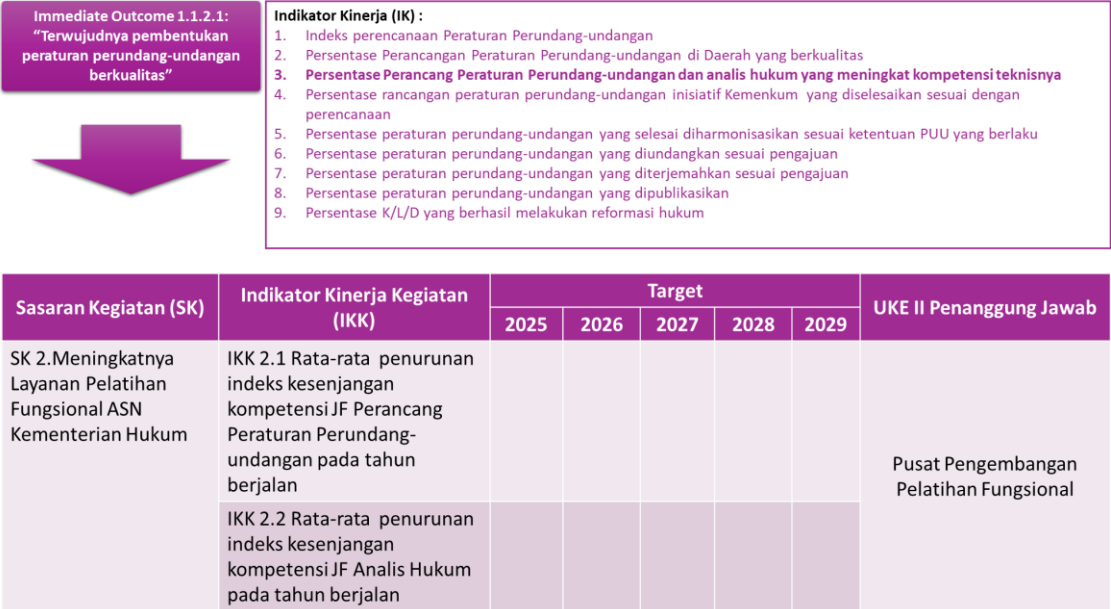 Immediate Outcome 1.1.2.1:
“Terwujudnya pembentukan
peraturan perundang-undangan
berkualitas”
Indikator Kinerja (IK) :
1. Indeks perencanaan Peraturan Perundang-undangan
2. Persentase Perancangan Peraturan Perundang-undangan di Daerah yang berkualitas
3. Persentase Perancang Peraturan Perundang-undangan dan analis hukum yang meningkat kompetensi teknisnya
4. Persentase rancangan peraturan perundang-undangan inisiatif Kemenkum yang diselesaikan sesuai dengan
perencanaan
5. Persentase peraturan perundang-undangan yang selesai diharmonisasikan sesuai ketentuan PUU yang berlaku
6. Persentase peraturan perundang-undangan yang diundangkan sesuai pengajuan
7. Persentase peraturan perundang-undangan yang diterjemahkan sesuai pengajuan
8. Persentase peraturan perundang-undangan yang dipublikasikan
9. Persentase K/L/D yang berhasil melakukan reformasi hukum
Sasaran Kegiatan (SK)
Indikator Kinerja Kegiatan
(IKK)
Target
2025 2026 2027 2028 2029
UKE II Penanggung Jawab
SK 2.Meningkatnya
Layanan Pelatihan
Fungsional ASN
Kementerian Hukum
IKK 2.1 Rata-rata penurunan
indeks kesenjangan
kompetensi JF Perancang
Peraturan Perundang-
undangan pada tahun
berjalan
Pusat Pengembangan
Pelatihan Fungsional
IKK 2.2 Rata-rata penurunan
indeks kesenjangan
kompetensi JF Analis Hukum
pada tahun berjalan